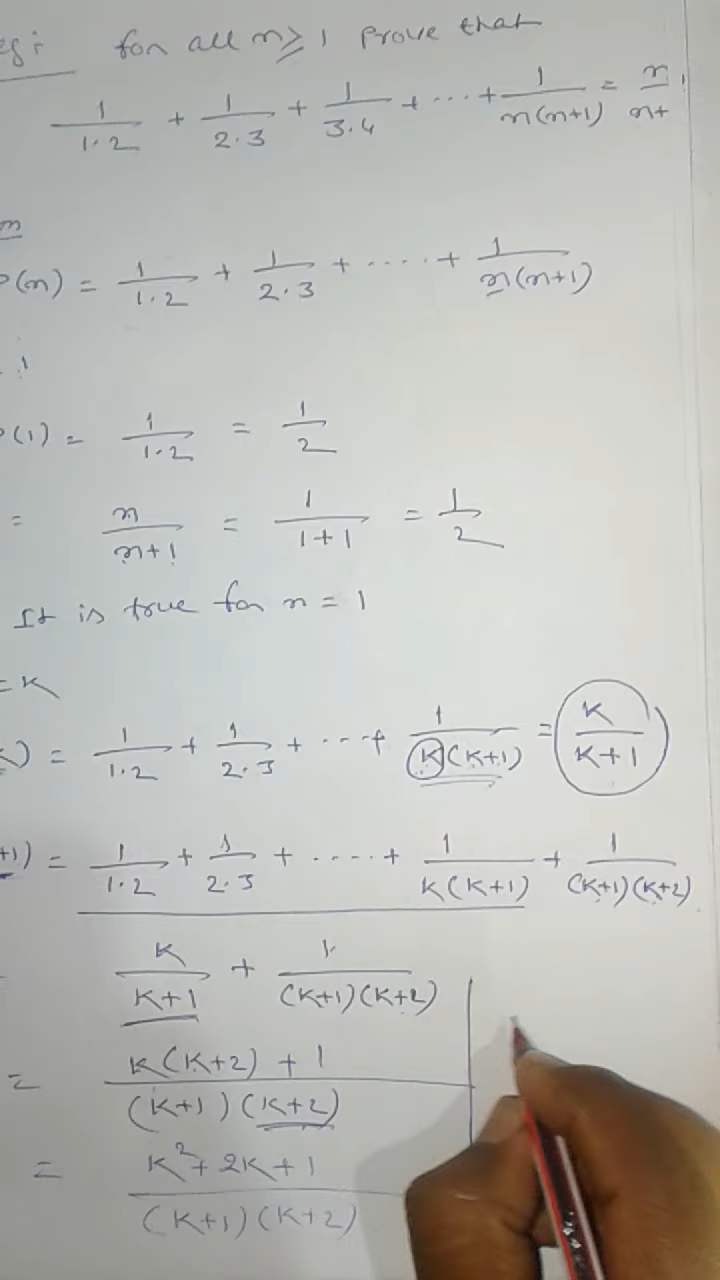 eg: for all n ≥ 1 Prove that
1/1·2 + 1/2·3 + 1/3·4 + ... + 1/n(n+1) = n/n+
P(n) = 1/1·2 + 1/2·3 + .... + 1/n(n+1)
1
P(1) = 1/1·2 = 1/2
= n/n+1 = 1/1+1 = 1/2
It is true for n = 1
= K
K) = 1/1·2 + 1/2·3 + ... + 1/K(K+1) = K/K+1
+1) = 1/1·2 + 1/2·3 + .... + 1/K(K+1) + 1/(K+1)(K+2)
K/K+1 + 1/(K+1)(K+2)
= K(K+2) + 1/(K+1)(K+2)
= K²+2K+1/(K+1)(K+2)